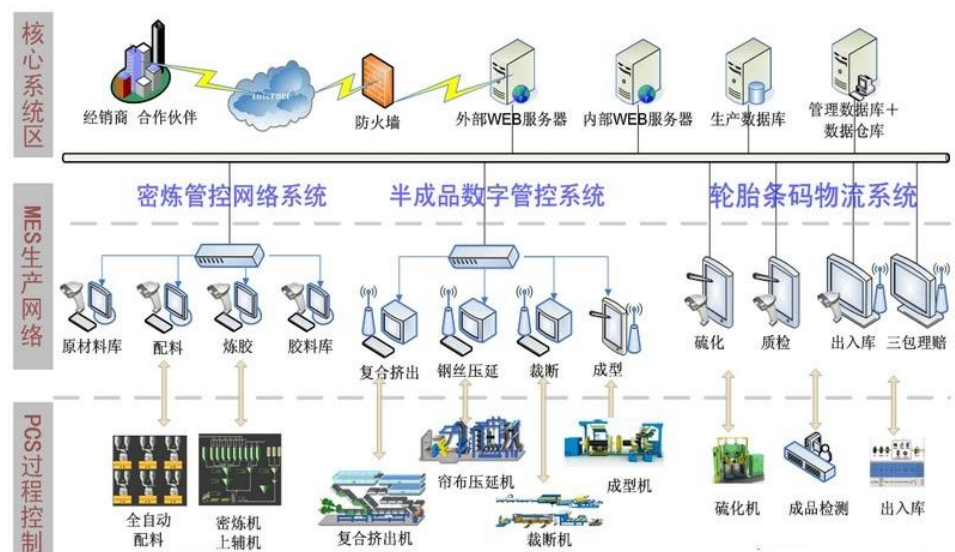 核心系统区
经销商 合作伙伴
Internet
防火墙
外部WEB服务器
内部WEB服务器
生产数据库
管理数据库+
数据仓库
MES生产网络
密炼管控网络系统
半成品数字管控系统
轮胎条码物流系统
原材料库
配料
炼胶
胶料库
复合挤出
钢丝压延
裁断
成型
硫化
质检
出入库
三包理赔
PCS过程控制
全自动
配料
密炼机
上辅机
复合挤出机
帘布压延机
裁断机
成型机
硫化机
成品检测
出入库